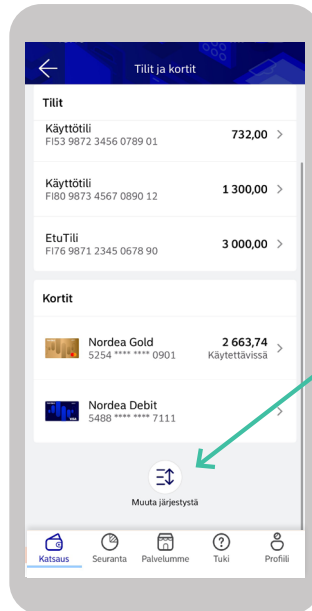 Tilit ja kortit
Tilit
Käyttötili
FI53 9872 3456 0789 01
732,00
Käyttötili
FI80 9873 4567 0890 12
1 300,00
EtuTili
FI76 9871 2345 0678 90
3 000,00
Kortit
Nordea Gold
5254 **** **** 0901
2 663,74
Käytettävissä
Nordea Debit
5488 **** **** 7111
Muuta järjestystä
Katsaus
Seuranta
Palvelumme
Tuki
Profiili